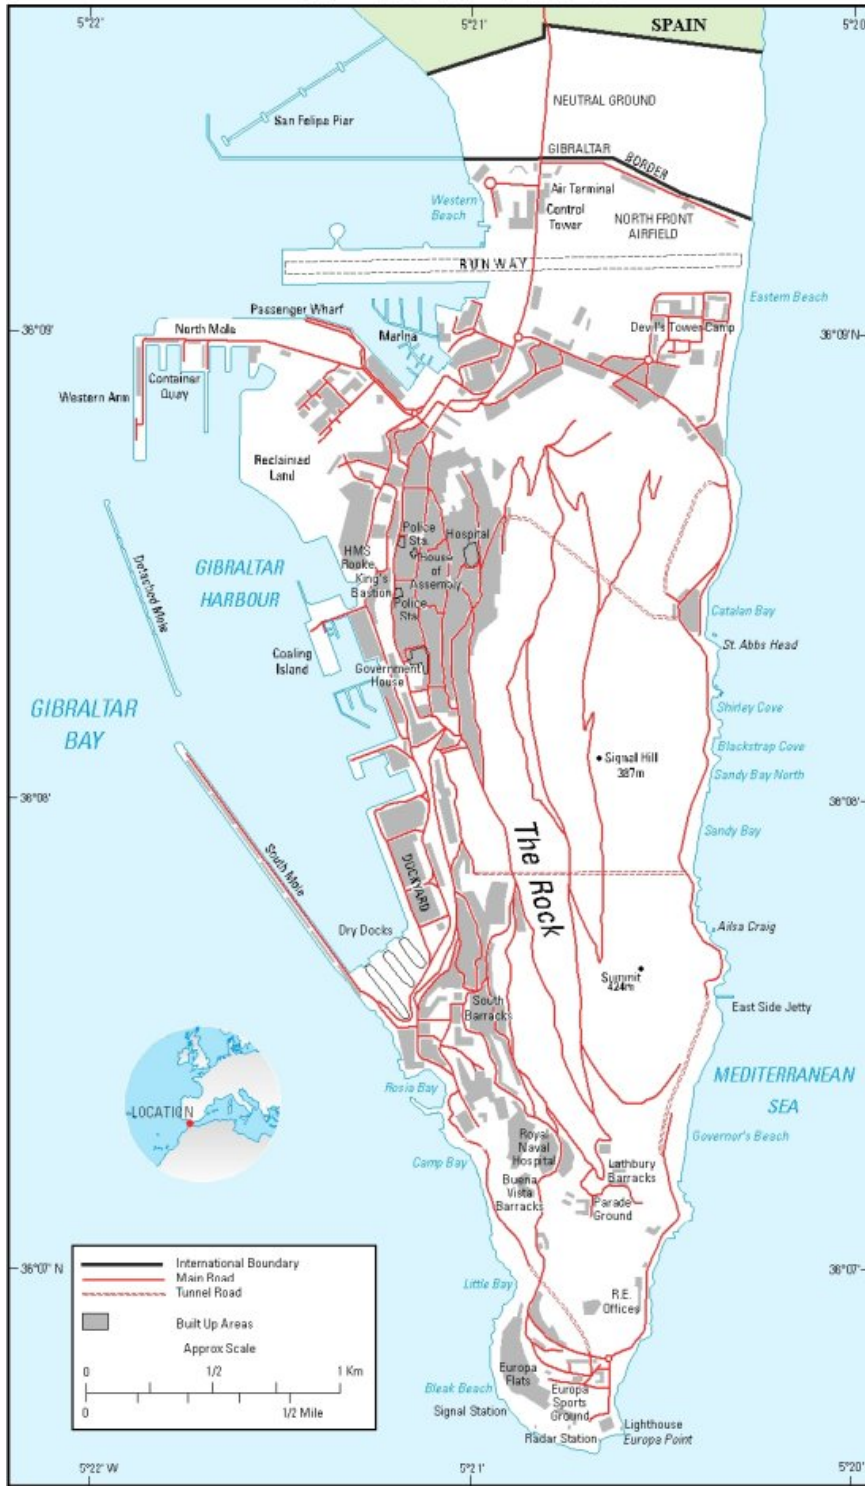 5°22'
5°21'
5°20
SPAIN
NEUTRAL GROUND
San Felipa Piar
GIBRALTAR
BORDER
Air Terminal
Western
Beach
Control
Tower
NORTH FRONT
AIRFIELD
RUNWAY
Eastern Beach
Passenger Wharf
36°09'
North Mole
Marina
Devil's Tower Camp
36°09'N
Western Arm
Container
Quay
Reclaimad
Land
Police
Sta.
Hospital
House
of
Assembly
HMS
Rooke
King's
Bastion
Police
Sta
Detached Mole
GIBRALTAR
HARBOUR
Catalan Bay
St. Abbs Head
Coaling
Island
Government
House
GIBRALTAR
BAY
Shirley Cove
Blackstrap Cove
Signal Hill
387m
Sandy Bay North
36°08'
36°08'
The Rock
Sandy Bay
South Mole
DOCKYARD
Dry Docks
Ailsa Craig
Summit
424m
South
Barracks
East Side Jetty
MEDITERRANEAN
SEA
LOCATION
Rosia Bay
Governor's Beach
Royal
Naval
Hospital
Camp Bay
Lathbury
Barracks
Buena
Vista
Barracks
Parade
Ground
36°07' N
International Boundary
Main Road
Tunnel Road
Built Up Areas
Approx Scale
0
1/2
1 Km
0
1/2 Mile
Little Bay
36°07'
R.E.
Offices
Europa
Flats
Bleak Beach
Europa
Sports
Ground
Signal Station
Lighthouse
Europa Point
Radar Station
5°22' W
5°21'
5°20'